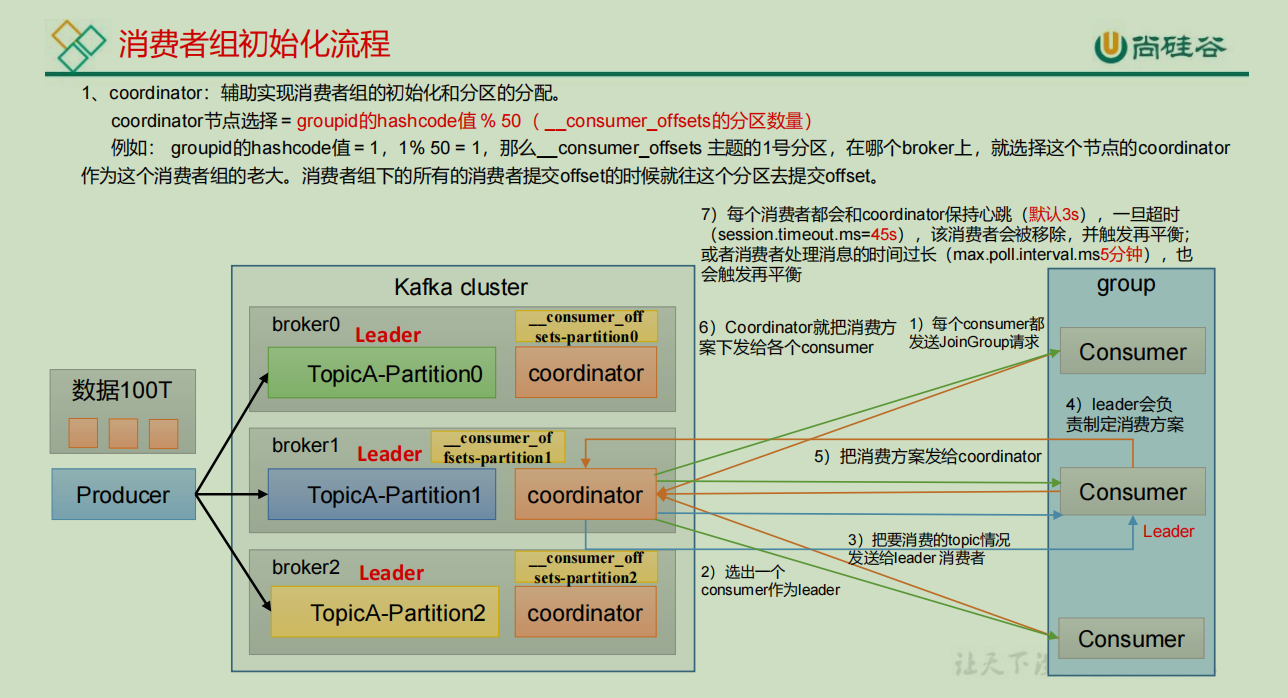 消费者组初始化流程
尚硅谷
1、coordinator：辅助实现消费者组的初始化和分区的分配。
coordinator节点选择 = groupid的hashcode值 % 50（ __consumer_offsets的分区数量）
例如： groupid的hashcode值 = 1，1% 50 = 1，那么__consumer_offsets 主题的1号分区，在哪个broker上，就选择这个节点的coordinator
作为这个消费者组的老大。消费者组下的所有的消费者提交offset的时候就往这个分区去提交offset。
7）每个消费者都会和coordinator保持心跳（默认3s），一旦超时
（session.timeout.ms=45s），该消费者会被移除，并触发再平衡；
或者消费者处理消息的时间过长（max.poll.interval.ms5分钟），也
会触发再平衡
Kafka cluster
group
broker0
Leader
__consumer_off
sets-partition0
TopicA-Partition0
coordinator
6）Coordinator就把消费方
案下发给各个consumer
1）每个consumer都
发送JoinGroup请求
Consumer
数据100T
4）leader会负
责制定消费方案
broker1
Leader
__consumer_of
fsets-partition1
5）把消费方案发给coordinator
Producer
TopicA-Partition1
coordinator
Consumer
Leader
3）把要消费的topic情况
发送给leader 消费者
broker2
Leader
__consumer_off
sets-partition2
2）选出一个
consumer作为leader
TopicA-Partition2
coordinator
Consumer
让天下没